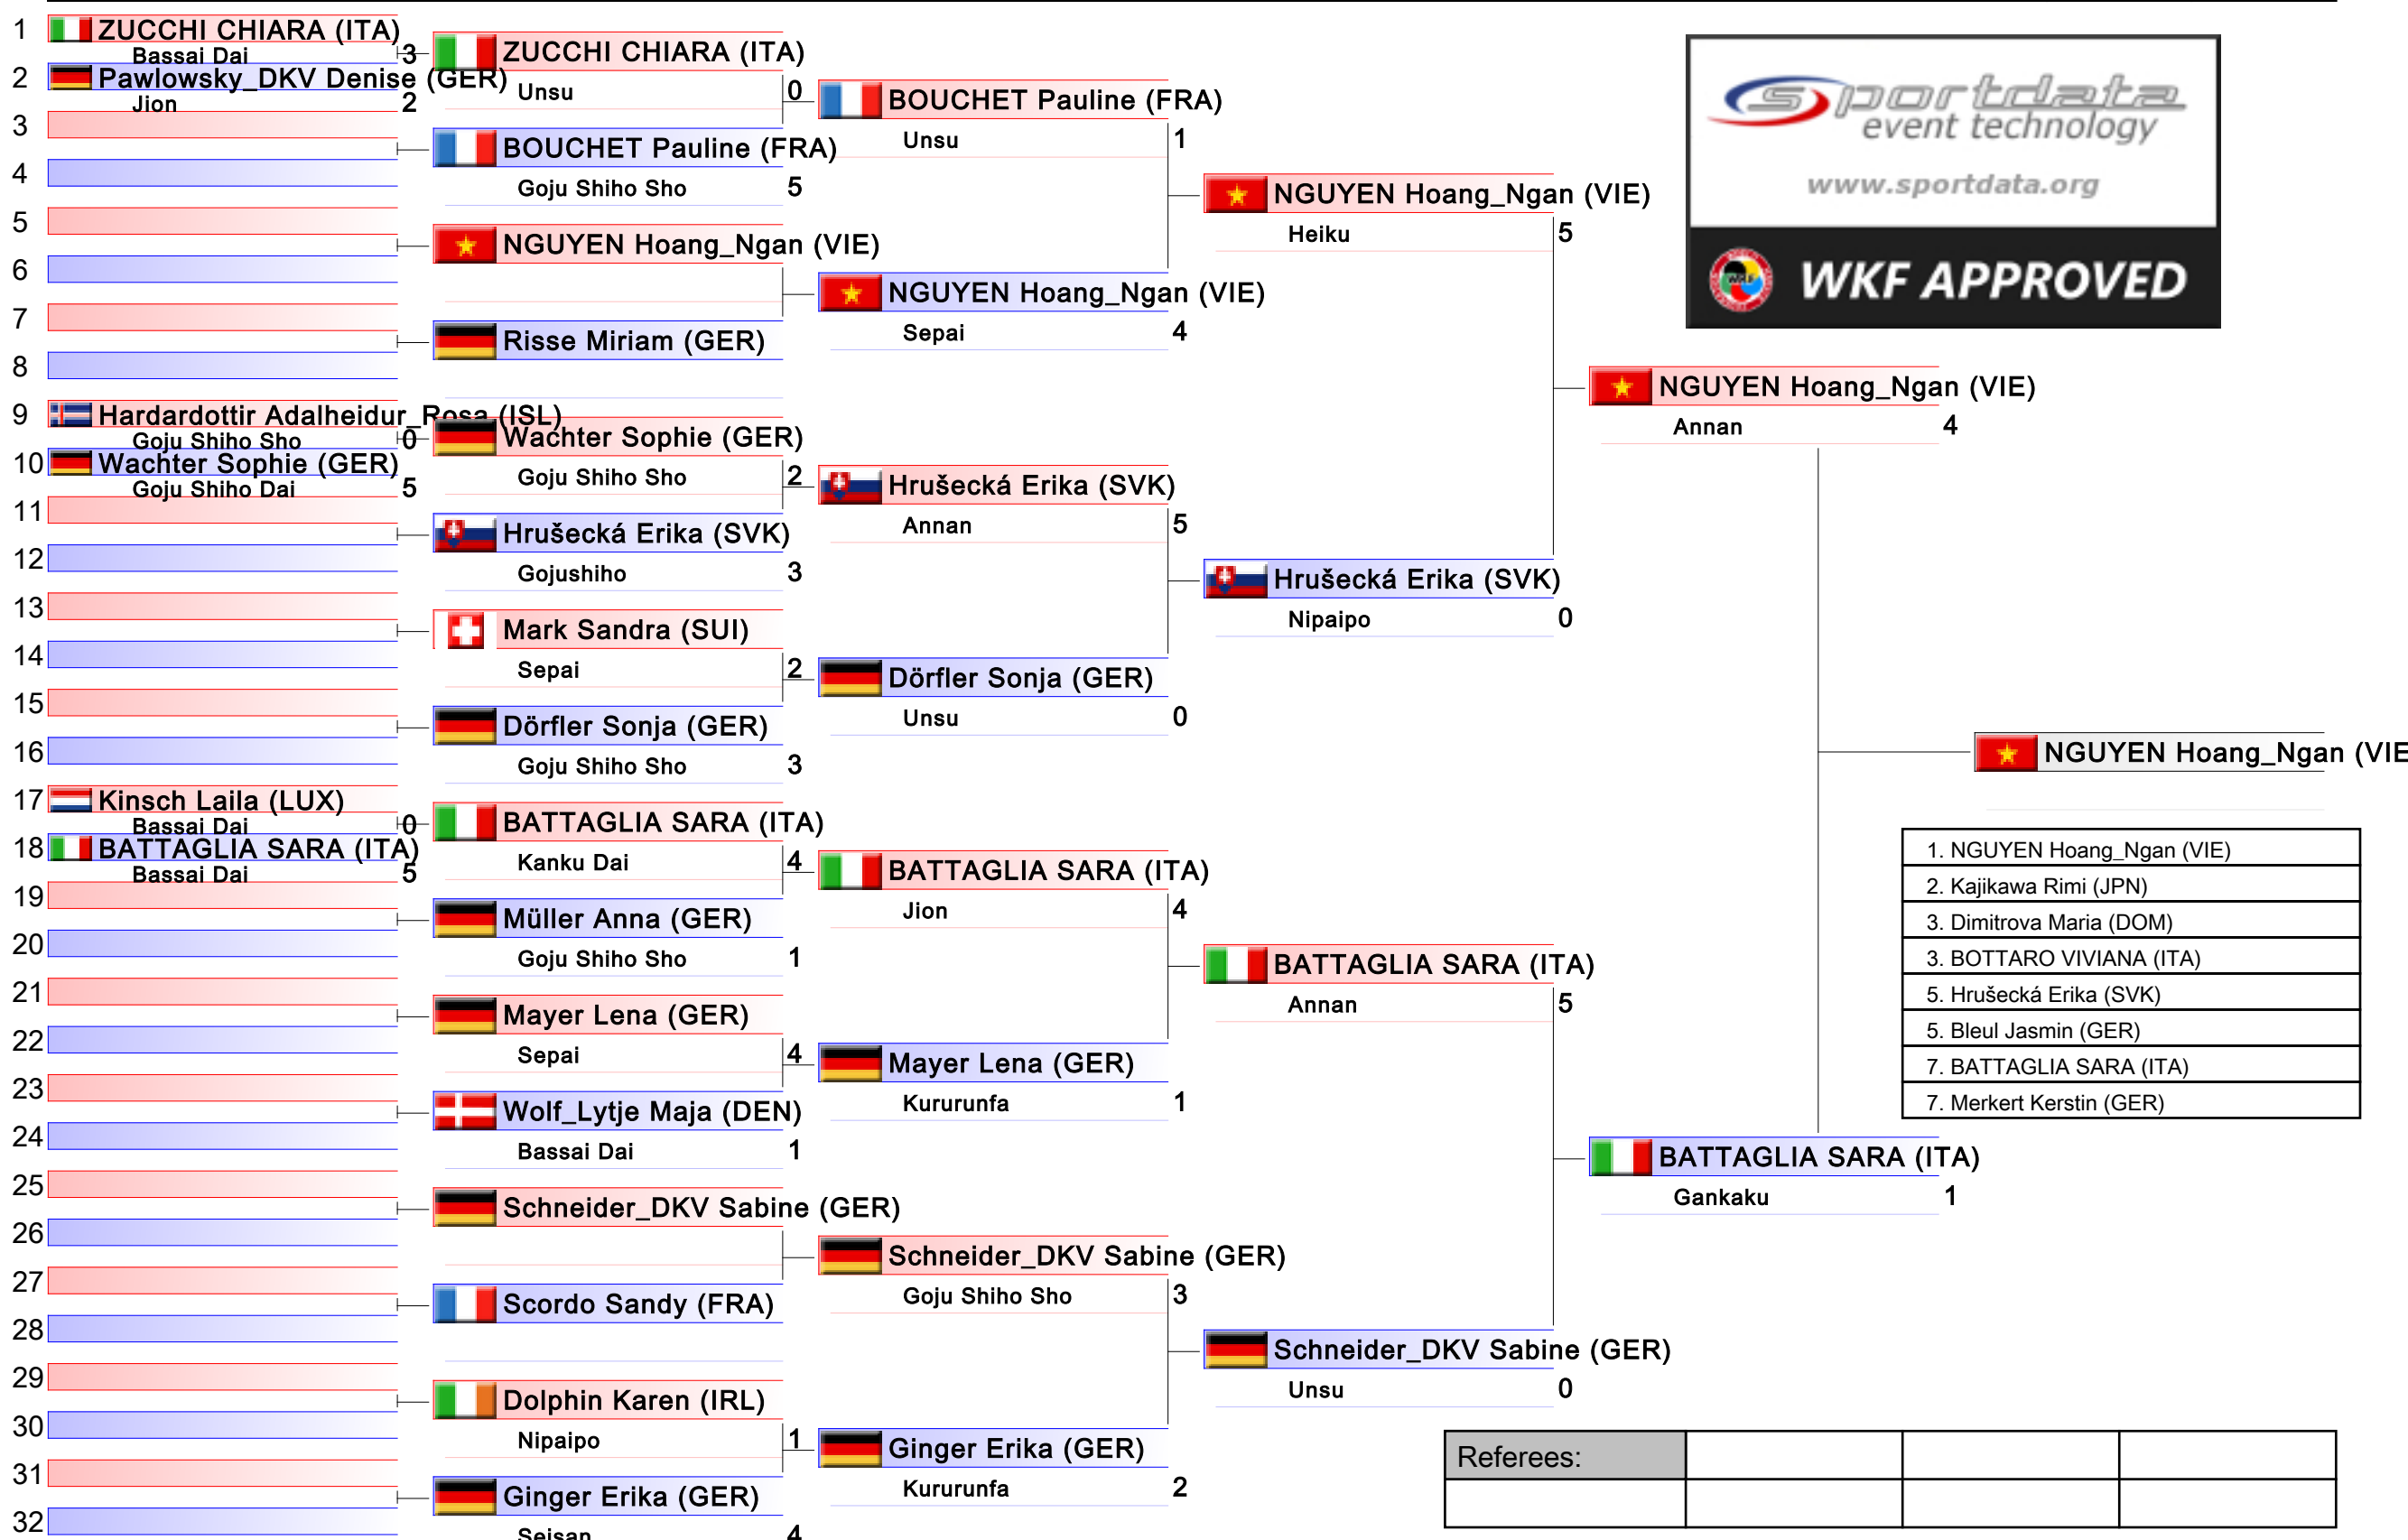 1
ZUCCHI CHIARA (ITA)
Bassai Dai
3
2
Pawlowsky_DKV Denise (GER)
Jion
2
3
4
5
6
7
8
9
Hardardottir Adalheidur_Rosa (ISL)
Goju Shiho Sho
0
10
Wachter Sophie (GER)
Goju Shiho Dai
5
11
12
13
14
15
16
17
Kinsch Laila (LUX)
Bassai Dai
0
18
BATTAGLIA SARA (ITA)
Bassai Dai
5
19
20
21
22
23
24
25
26
27
28
29
30
31
32
ZUCCHI CHIARA (ITA)
Unsu
0
BOUCHET Pauline (FRA)
Goju Shiho Sho
5
NGUYEN Hoang_Ngan (VIE)
Risse Miriam (GER)
Wachter Sophie (GER)
Goju Shiho Sho
2
Hrušecká Erika (SVK)
Gojushiho
3
Mark Sandra (SUI)
Sepai
2
Dörfler Sonja (GER)
Goju Shiho Sho
3
BATTAGLIA SARA (ITA)
Kanku Dai
4
Müller Anna (GER)
Goju Shiho Sho
1
Mayer Lena (GER)
Sepai
4
Wolf_Lytje Maja (DEN)
Bassai Dai
1
Schneider_DKV Sabine (GER)
Scordo Sandy (FRA)
Dolphin Karen (IRL)
Nipaipo
1
Ginger Erika (GER)
Seisan
4
BOUCHET Pauline (FRA)
Unsu
1
NGUYEN Hoang_Ngan (VIE)
Sepai
4
Hrušecká Erika (SVK)
Annan
5
Dörfler Sonja (GER)
Unsu
0
BATTAGLIA SARA (ITA)
Jion
4
Mayer Lena (GER)
Kururunfa
1
Schneider_DKV Sabine (GER)
Goju Shiho Sho
3
Ginger Erika (GER)
Kururunfa
2
NGUYEN Hoang_Ngan (VIE)
Heiku
5
Hrušecká Erika (SVK)
Nipaipo
0
BATTAGLIA SARA (ITA)
Annan
5
Schneider_DKV Sabine (GER)
Unsu
0
NGUYEN Hoang_Ngan (VIE)
Annan
4
BATTAGLIA SARA (ITA)
Gankaku
1
NGUYEN Hoang_Ngan (VIE
sportdata
event technology
www.sportdata.org
WKF APPROVED
1. NGUYEN Hoang_Ngan (VIE)
2. Kajikawa Rimi (JPN)
3. Dimitrova Maria (DOM)
3. BOTTARO VIVIANA (ITA)
5. Hrušecká Erika (SVK)
5. Bleul Jasmin (GER)
7. BATTAGLIA SARA (ITA)
7. Merkert Kerstin (GER)
Referees: